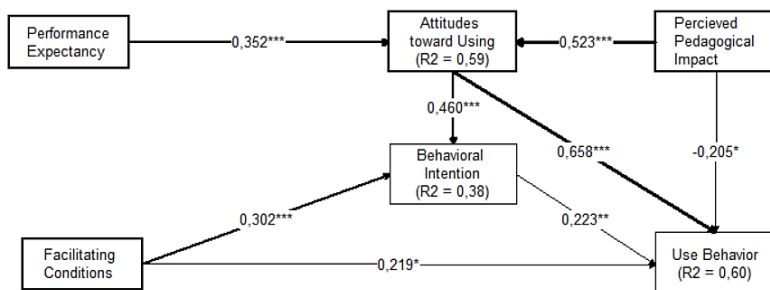 Performance
Expectancy
0,352***
Attitudes
toward Using
(R2 = 0,59)
0,523***
Percieved
Pedagogical
Impact
0,460***
0,658***
-0,205*
Behavioral
Intention
(R2 = 0,38)
0,302***
0,223**
Facilitating
Conditions
0,219*
Use Behavior
(R2 = 0,60)